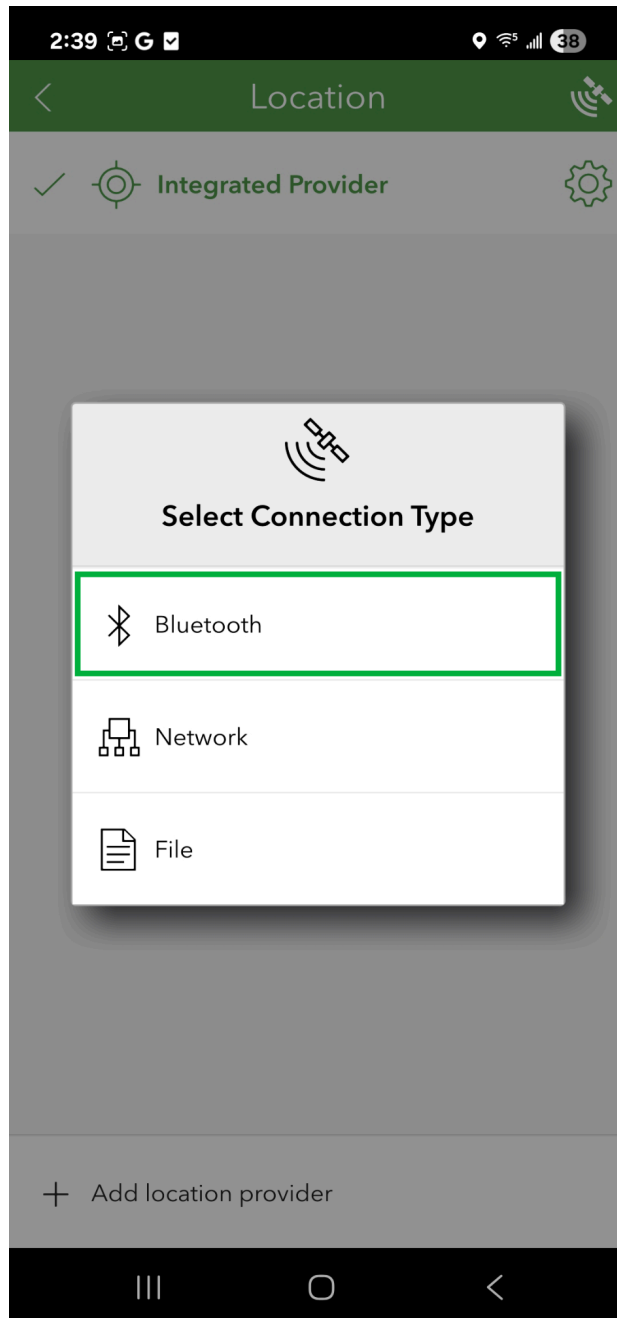 2:39 G 38
Location
Integrated Provider
Select Connection Type
Bluetooth
Network
File
Add location provider